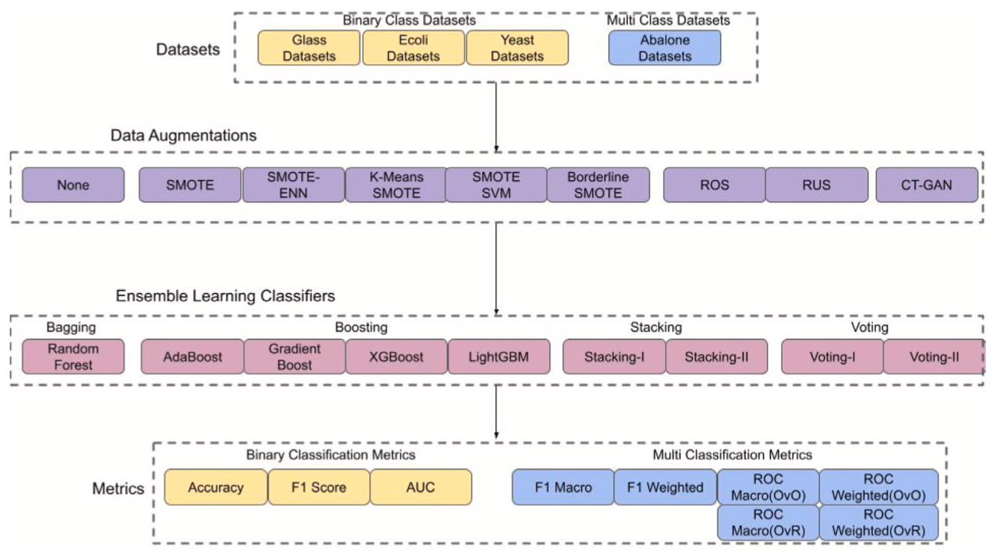 Binary Class Datasets
Multi Class Datasets
Datasets
Glass
Datasets
Ecoli
Datasets
Yeast
Datasets
Abalone
Datasets
Data Augmentations
None
SMOTE
SMOTE-
ENN
K-Means
SMOTE
SMOTE
SVM
Borderline
SMOTE
ROS
RUS
CT-GAN
Ensemble Learning Classifiers
Bagging
Boosting
Stacking
Voting
Random
Forest
AdaBoost
Gradient
Boost
XGBoost
LightGBM
Stacking-I
Stacking-II
Voting-I
Voting-II
Binary Classification Metrics
Multi Classification Metrics
Metrics
Accuracy
F1 Score
AUC
F1 Macro
F1 Weighted
ROC
Macro(OvO)
ROC
Weighted(OvO)
ROC
Macro(OvR)
ROC
Weighted(OvR)